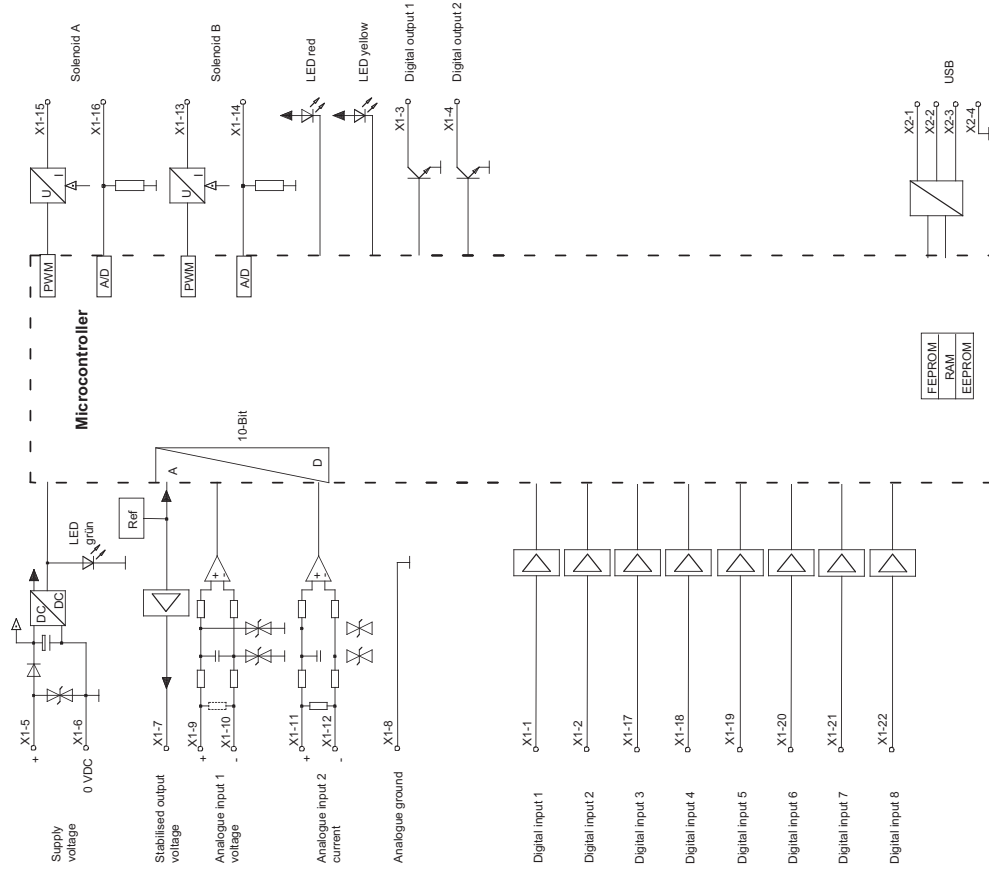 Supply
voltage
+
X1-5
0 VDC
X1-6
DC
DC
LED
grün
Stabilised output
voltage
X1-7
Ref
Analogue input 1
voltage
+
X1-9
-
X1-10
+
-
Analogue input 2
current
+
X1-11
-
X1-12
+
-
Analogue ground
X1-8
A
D
10-Bit
Microcontroller
Digital input 1
X1-1
Digital input 2
X1-2
Digital input 3
X1-17
Digital input 4
X1-18
Digital input 5
X1-19
Digital input 6
X1-20
Digital input 7
X1-21
Digital input 8
X1-22
FEPROM
RAM
EEPROM
PWM
U
I
X1-15
Solenoid A
A/D
X1-16
PWM
U
I
X1-13
Solenoid B
A/D
X1-14
LED red
LED yellow
X1-3
Digital output 1
X1-4
Digital output 2
X2-1
X2-2
X2-3
X2-4
USB